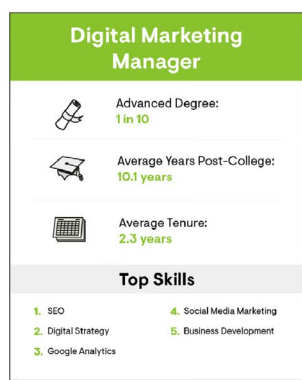 Digital Marketing
Manager
Advanced Degree:
1 in 10
Average Years Post-College:
10.1 years
Average Tenure:
2.3 years
Top Skills
1. SEO
2. Digital Strategy
3. Google Analytics
4. Social Media Marketing
5. Business Development